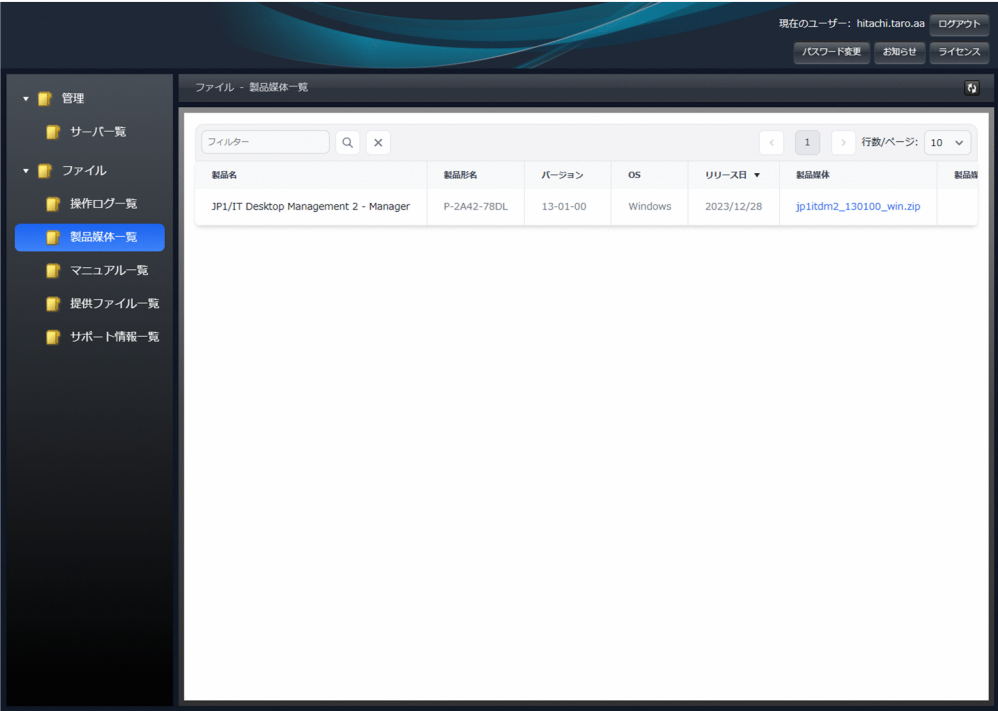 現在のユーザー: hitachi.taro.aa ログアウト
パスワード変更 お知らせ ライセンス
管理
サーバ一覧
ファイル
操作ログ一覧
製品媒体一覧
マニュアル一覧
提供ファイル一覧
サポート情報一覧
ファイル - 製品媒体一覧
フィルター 1 行数/ページ: 10
製品名 製品形名 バージョン OS リリース日 ▼ 製品媒体
JP1/IT Desktop Management 2 - Manager P-2A42-78DL 13-01-00 Windows 2023/12/28 jp1itdm2_130100_win.zip